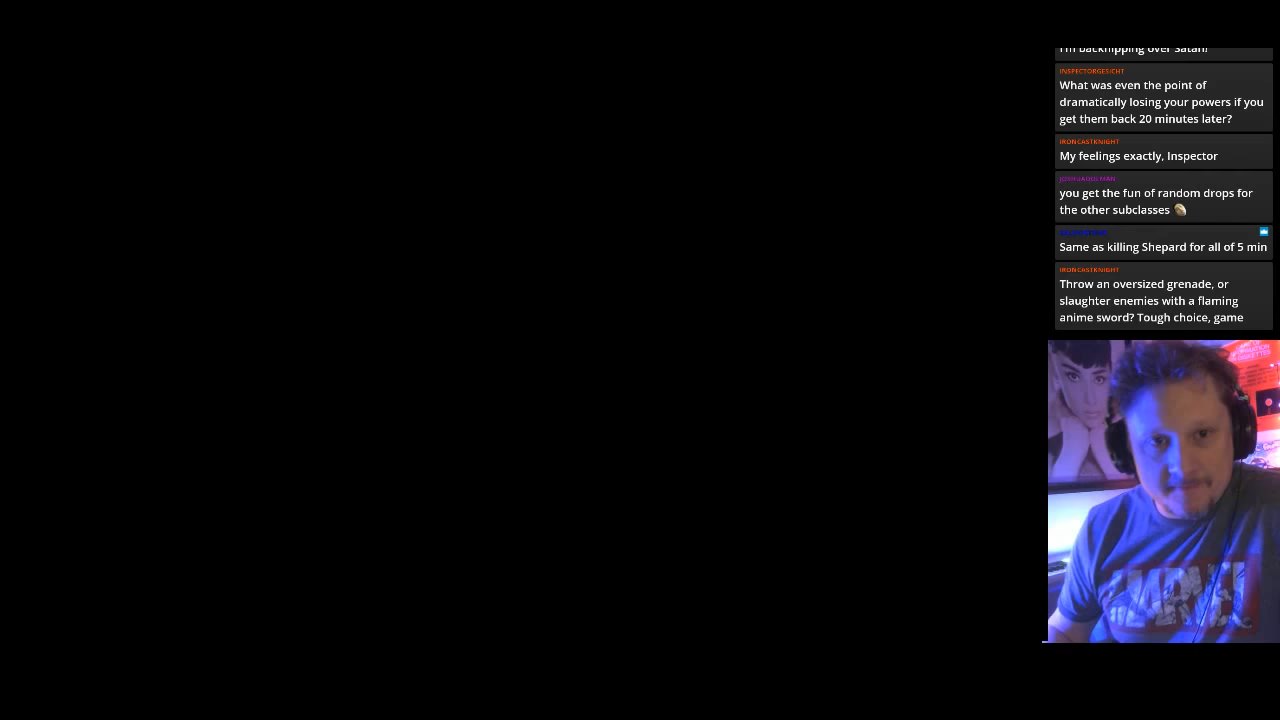 I'm backflipping over Satan!
INSPECTORGESICHT
What was even the point of
dramatically losing your powers if you
get them back 20 minutes later?
IRONCASTKNIGHT
My feelings exactly, Inspector
JOSHUAODLMAN
you get the fun of random drops for
the other subclasses
Same as killing Shepard for all of 5 min
IRONCASTKNIGHT
Throw an oversized grenade, or
slaughter enemies with a flaming
anime sword? Tough choice, game
MARVEL